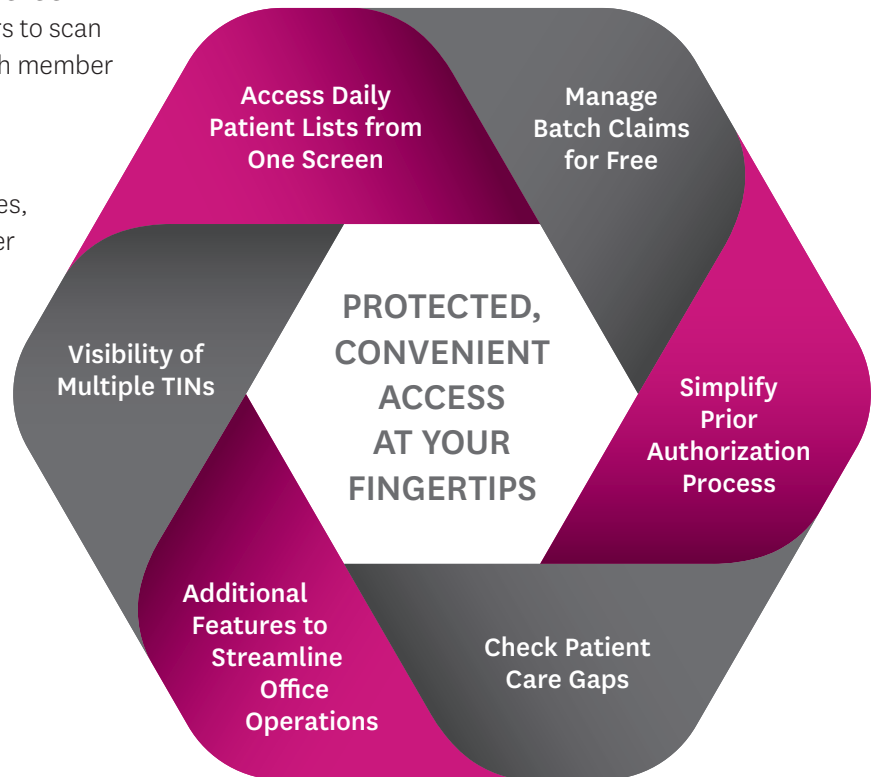 rs to scan
h member
es,
er
Access Daily
Patient Lists from
One Screen
Manage
Batch Claims
for Free
Simplify
Prior
Authorization
Process
Check Patient
Care Gaps
Additional
Features to
Streamline
Office
Operations
Visibility of
Multiple TINs
PROTECTED,
CONVENIENT
ACCESS
AT YOUR
FINGERTIPS